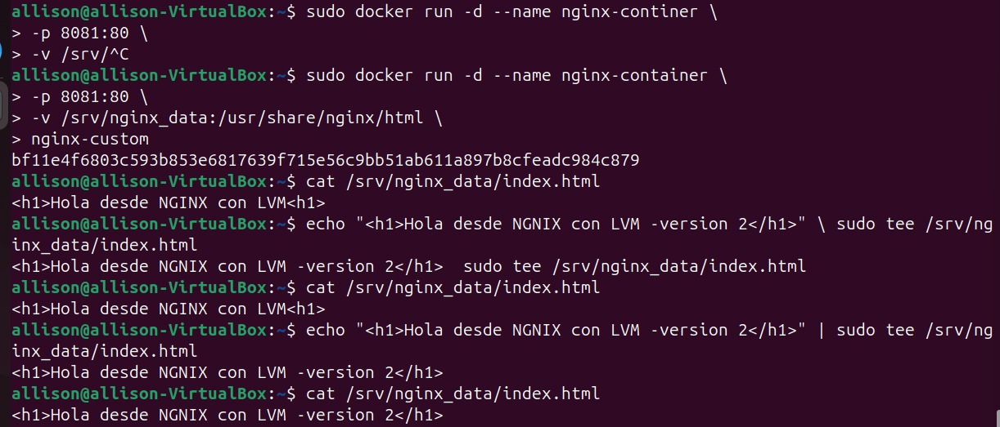 allison@allison-VirtualBox:~$ sudo docker run -d --name nginx-continer \
> -p 8081:80 \
> -v /srv/^C
allison@allison-VirtualBox:~$ sudo docker run -d --name nginx-container \
> -p 8081:80 \
> -v /srv/nginx_data:/usr/share/nginx/html \
> nginx-custom
bf11e4f6803c593b853e6817639f715e56c9bb51ab611a897b8cfeadc984c879
allison@allison-VirtualBox:~$ cat /srv/nginx_data/index.html
<h1>Hola desde NGINX con LVM<h1>
allison@allison-VirtualBox:~$ echo "<h1>Hola desde NGNIX con LVM -version 2</h1>" \ sudo tee /srv/ng
inx_data/index.html
<h1>Hola desde NGNIX con LVM -version 2</h1>  sudo tee /srv/nginx_data/index.html
allison@allison-VirtualBox:~$ cat /srv/nginx_data/index.html
<h1>Hola desde NGINX con LVM<h1>
allison@allison-VirtualBox:~$ echo "<h1>Hola desde NGNIX con LVM -version 2</h1>" | sudo tee /srv/ng
inx_data/index.html
<h1>Hola desde NGNIX con LVM -version 2</h1>
allison@allison-VirtualBox:~$ cat /srv/nginx_data/index.html
<h1>Hola desde NGNIX con LVM -version 2</h1>